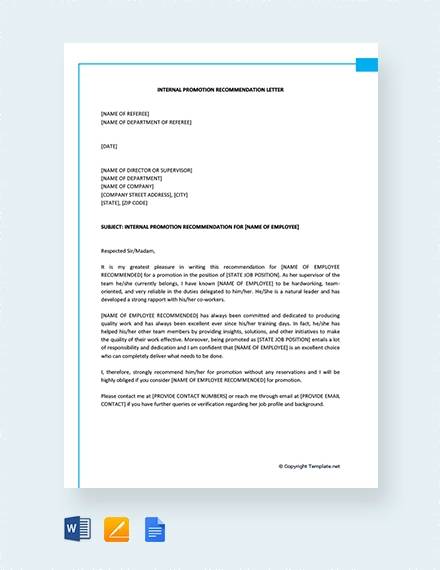 INTERNAL PROMOTION RECOMMENDATION LETTER
[NAME OF REFEREE]
[NAME OF DEPARTMENT OF REFEREE]
[DATE]
[NAME OF DIRECTOR OR SUPERVISOR]
[NAME OF DEPARTMENT]
[NAME OF COMPANY]
[COMPANY STREET ADDRESS], [CITY]
[STATE], [ZIP CODE]
SUBJECT: INTERNAL PROMOTION RECOMMENDATION FOR [NAME OF EMPLOYEE]
Respected Sir/Madam,
It is my greatest pleasure in writing this recommendation for [NAME OF EMPLOYEE
RECOMMENDED] for a promotion in the position of [STATE JOB POSITION]. As her supervisor of the
team he/she currently belongs, I have known [NAME OF EMPLOYEE] to be hardworking, team-
oriented, and very reliable in the duties delegated to him/her. He/She is a natural leader and has
developed a strong rapport with his/her co-workers.
[NAME OF EMPLOYEE RECOMMENDED] has always been committed and dedicated to producing
quality work and has always been excellent ever since his/her training days. In fact, he/she has
helped his/her other team members by providing insights, solutions, and other initiatives to make
the quality of their work effective. Moreover, being promoted as [STATE JOB POSITION] entails a lot
of responsibility and dedication and I am confident that [NAME OF EMPLOYEE] is an excellent choice
who can completely deliver what needs to be done.
I, therefore, strongly recommend him/her for promotion without any reservations and I will be
highly obliged if you consider [NAME OF EMPLOYEE RECOMMENDED] for promotion.
Please contact me at [PROVIDE CONTACT NUMBERS] or reach me through email at [PROVIDE EMAIL
CONTACT] if you have further queries or verification regarding her job profile and background.
© Copyright Template.net
W